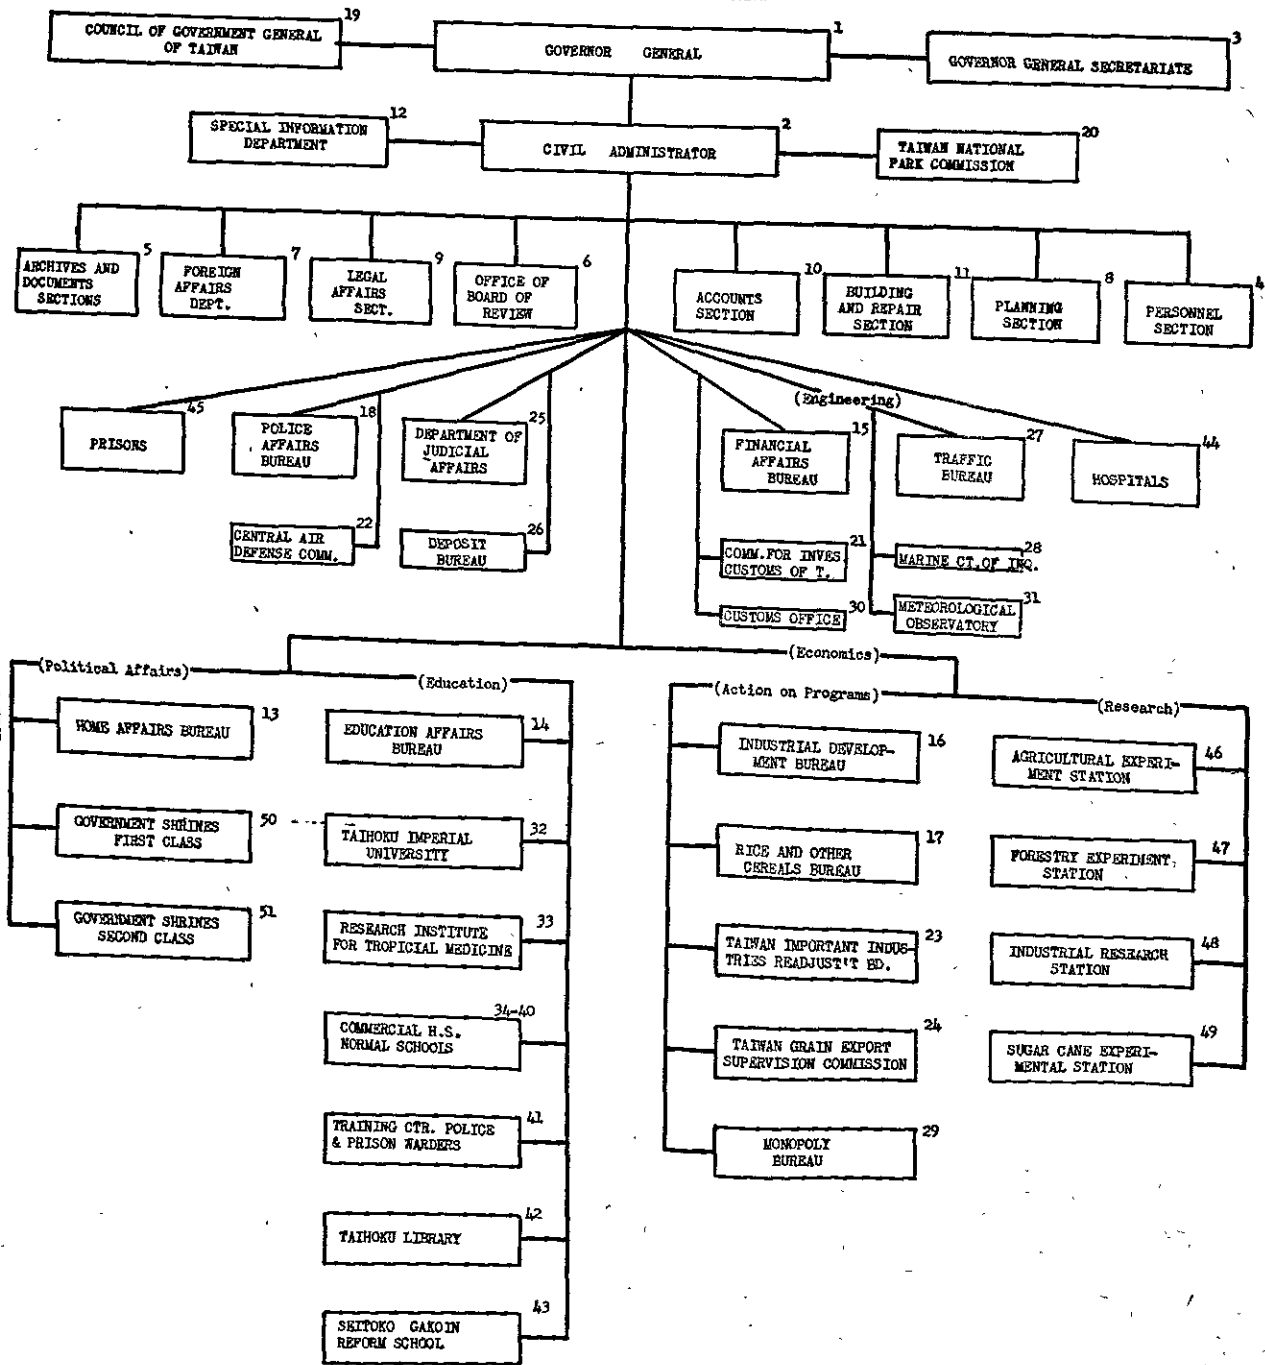 19
COUNCIL OF GOVERNMENT GENERAL
OF TAIWAN
1
GOVERNOR GENERAL
3
GOVERNOR GENERAL SECRETARIATE
12
SPECIAL INFORMATION
DEPARTMENT
2
CIVIL ADMINISTRATOR
20
TAIWAN NATIONAL
PARK COMMISSION
5
ARCHIVES AND
DOCUMENTS
SECTIONS
7
FOREIGN
AFFAIRS
DEPT.
9
LEGAL
AFFAIRS
SECT.
6
OFFICE OF
BOARD OF
REVIEW
10
ACCOUNTS
SECTION
11
BUILDING
AND REPAIR
SECTION
8
PLANNING
SECTION
4
PERSONNEL
SECTION
(Engineering)
45
PRISONS
18
POLICE
AFFAIRS
BUREAU
25
DEPARTMENT OF
JUDICIAL
AFFAIRS
15
FINANCIAL
AFFAIRS
BUREAU
27
TRAFFIC
BUREAU
44
HOSPITALS
22
CENTRAL AIR
DEFENSE COMM.
26
DEPOSIT
BUREAU
21
COMM.FOR INVES.
CUSTOMS OF T.
28
MARINE CT.OF INQ.
30
CUSTOMS OFFICE
31
METEOROLOGICAL
OBSERVATORY
(Political Affairs)
(Education)
(Economics)
(Action on Programs)
(Research)
13
HOME AFFAIRS BUREAU
14
EDUCATION AFFAIRS
BUREAU
16
INDUSTRIAL DEVELOP-
MENT BUREAU
46
AGRICULTURAL EXPERI-
MENT STATION
50
GOVERNMENT SHRINES
FIRST CLASS
32
TAIHOKU IMPERIAL
UNIVERSITY
17
RICE AND OTHER
CEREALS BUREAU
47
FORESTRY EXPERIMENT
STATION
51
GOVERNMENT SHRINES
SECOND CLASS
33
RESEARCH INSTITUTE
FOR TROPICIAL MEDICINE
23
TAIWAN IMPORTANT INDUS-
TRIES READJUST'T BD.
48
INDUSTRIAL RESEARCH
STATION
34-40
COMMERCIAL H.S.
NORMAL SCHOOLS
24
TAIWAN GRAIN EXPORT
SUPERVISION COMMISSION
49
SUGAR CANE EXPERI-
MENTAL STATION
41
TRAINING CTR. POLICE
& PRISON WARDERS
29
MONOPOLY
BUREAU
42
TAIHOKU LIBRARY
43
SEITOKO GAKOIN
REFORM SCHOOL